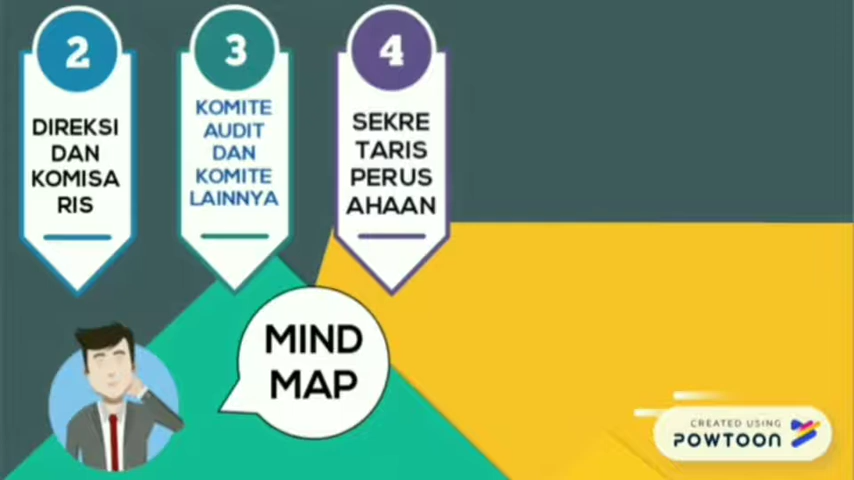 2
DIREKSI
DAN
KOMISA
RIS
3
KOMITE
AUDIT
DAN
KOMITE
LAINNYA
4
SEKRE
TARIS
PERUS
AHAAN
MIND
MAP
CREATED USING
POWTOON